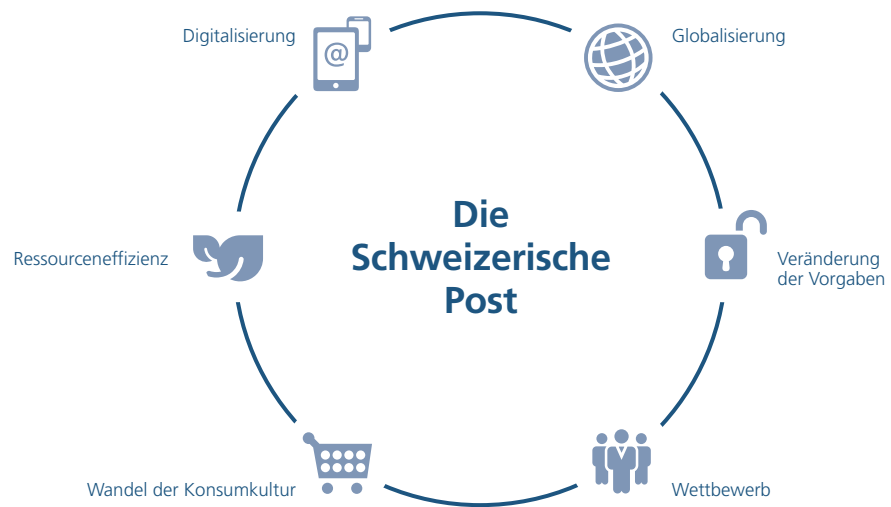 Digitalisierung
Globalisierung
@
Die
Schweizerische
Post
Ressourceneffizienz
Veränderung
der Vorgaben
Wandel der Konsumkultur
Wettbewerb